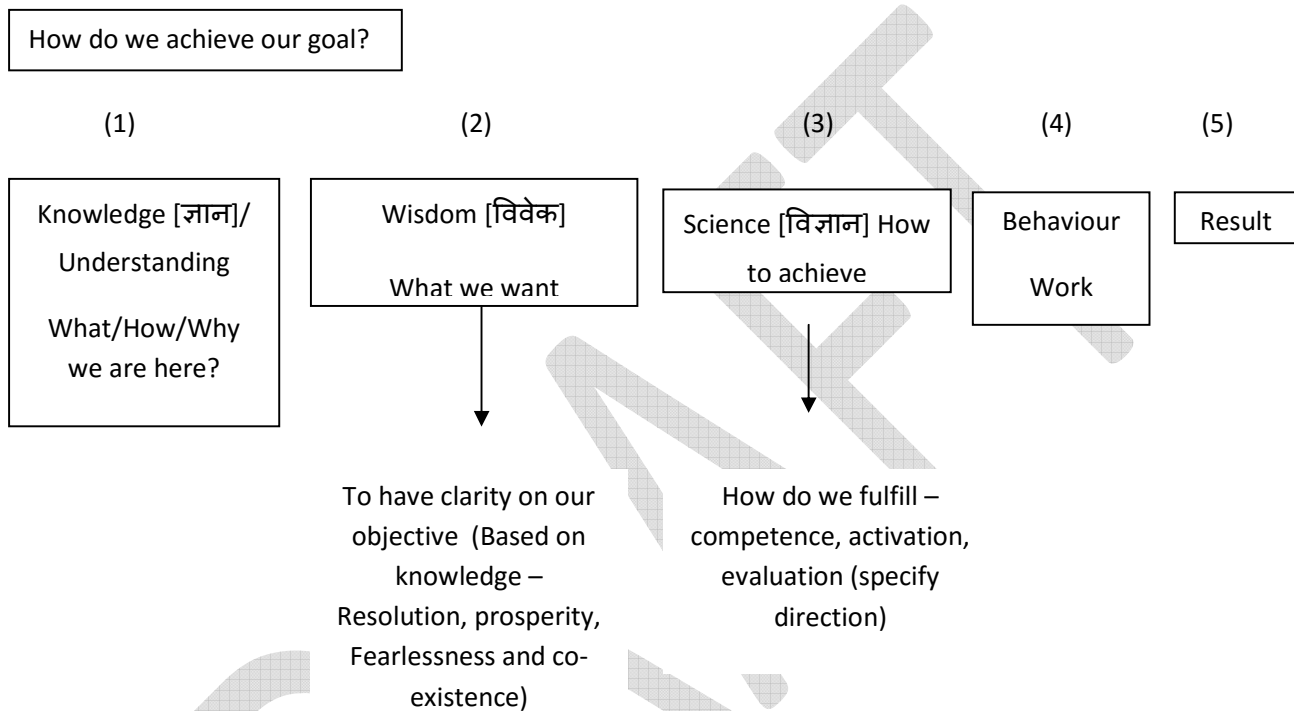 How do we achieve our goal?
(1)
(2)
(3)
(4)
(5)
Knowledge [ज्ञान]/
Understanding
What/How/Why
we are here?
Wisdom [विवेक]
What we want
Science [विज्ञान] How
to achieve
Behaviour
Work
Result
To have clarity on our
objective (Based on
knowledge –
Resolution, prosperity,
Fearlessness and co-
existence)
How do we fulfill –
competence, activation,
evaluation (specify
direction)